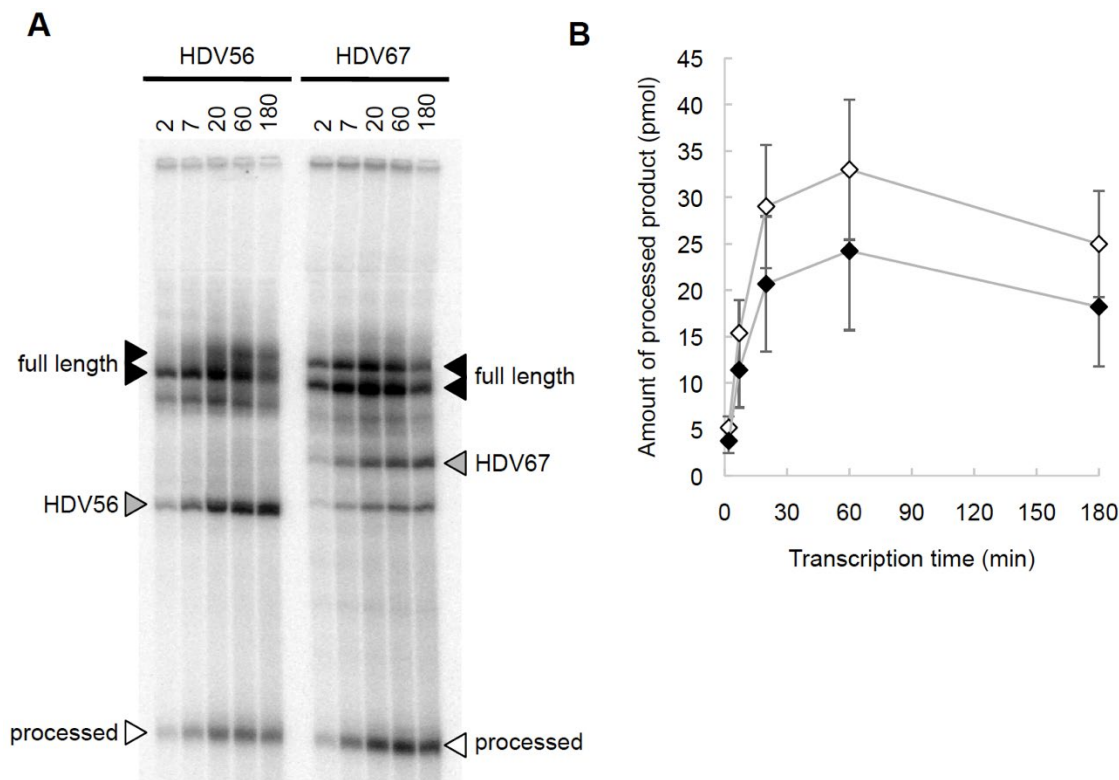 A
HDV56 HDV67
2 7 20 60 180 2 7 20 60 180
full length
full length
HDV67
HDV56
processed
processed
B
Amount of processed product (pmol)
45
40
35
30
25
20
15
10
5
0
0 30 60 90 120 150 180
Transcription time (min)